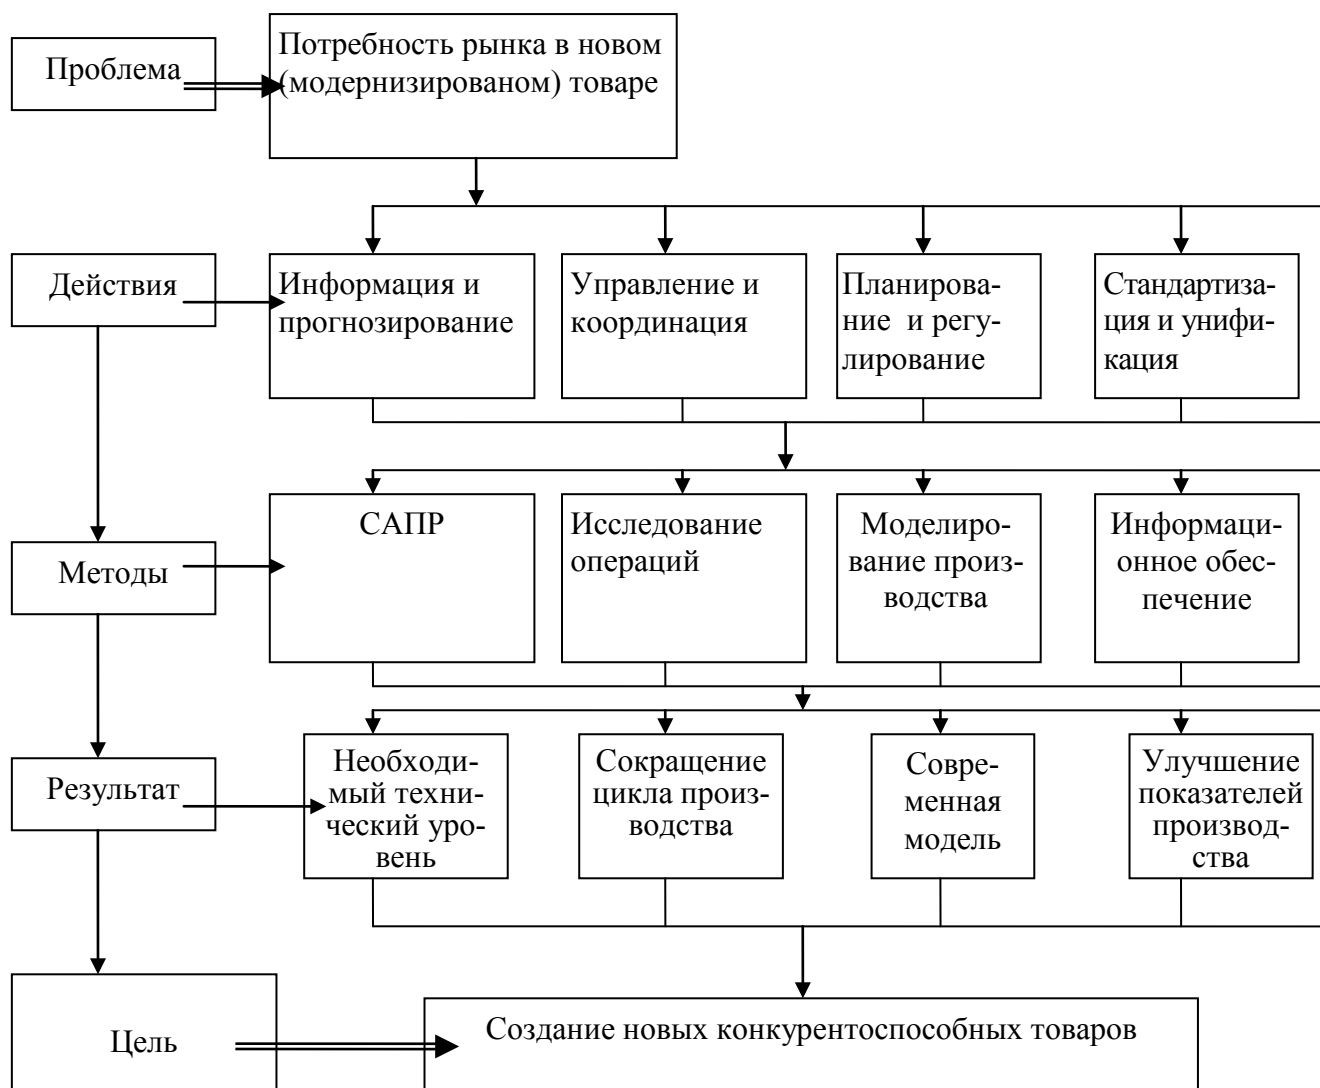 Проблема
Потребность рынка в новом
(модернизированом) товаре
Действия
Информация и
прогнозирование
Управление и
координация
Планирова-
ние и регу-
лирование
Стандартиза-
ция и унифи-
кация
Методы
САПР
Исследование
операций
Моделиро-
вание произ-
водства
Информаци-
онное обес-
печение
Результат
Необходи-
мый техни-
ческий уро-
вень
Сокращение
цикла произ-
водства
Совре-
менная
модель
Улучшение
показателей
производ-
ства
Цель
Создание новых конкурентоспособных товаров